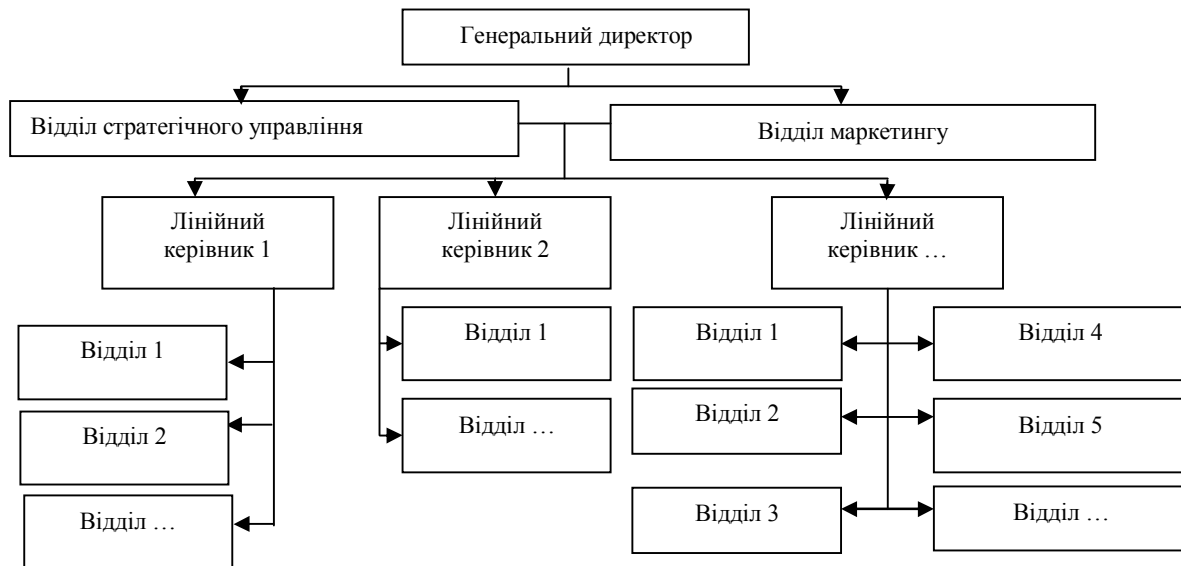 Генеральний директор
Відділ стратегічного управління
Відділ маркетингу
Лінійний
керівник 1
Лінійний
керівник 2
Лінійний
керівник …
Відділ 1
Відділ 2
Відділ …
Відділ 1
Відділ …
Відділ 1
Відділ 2
Відділ 3
Відділ 4
Відділ 5
Відділ …